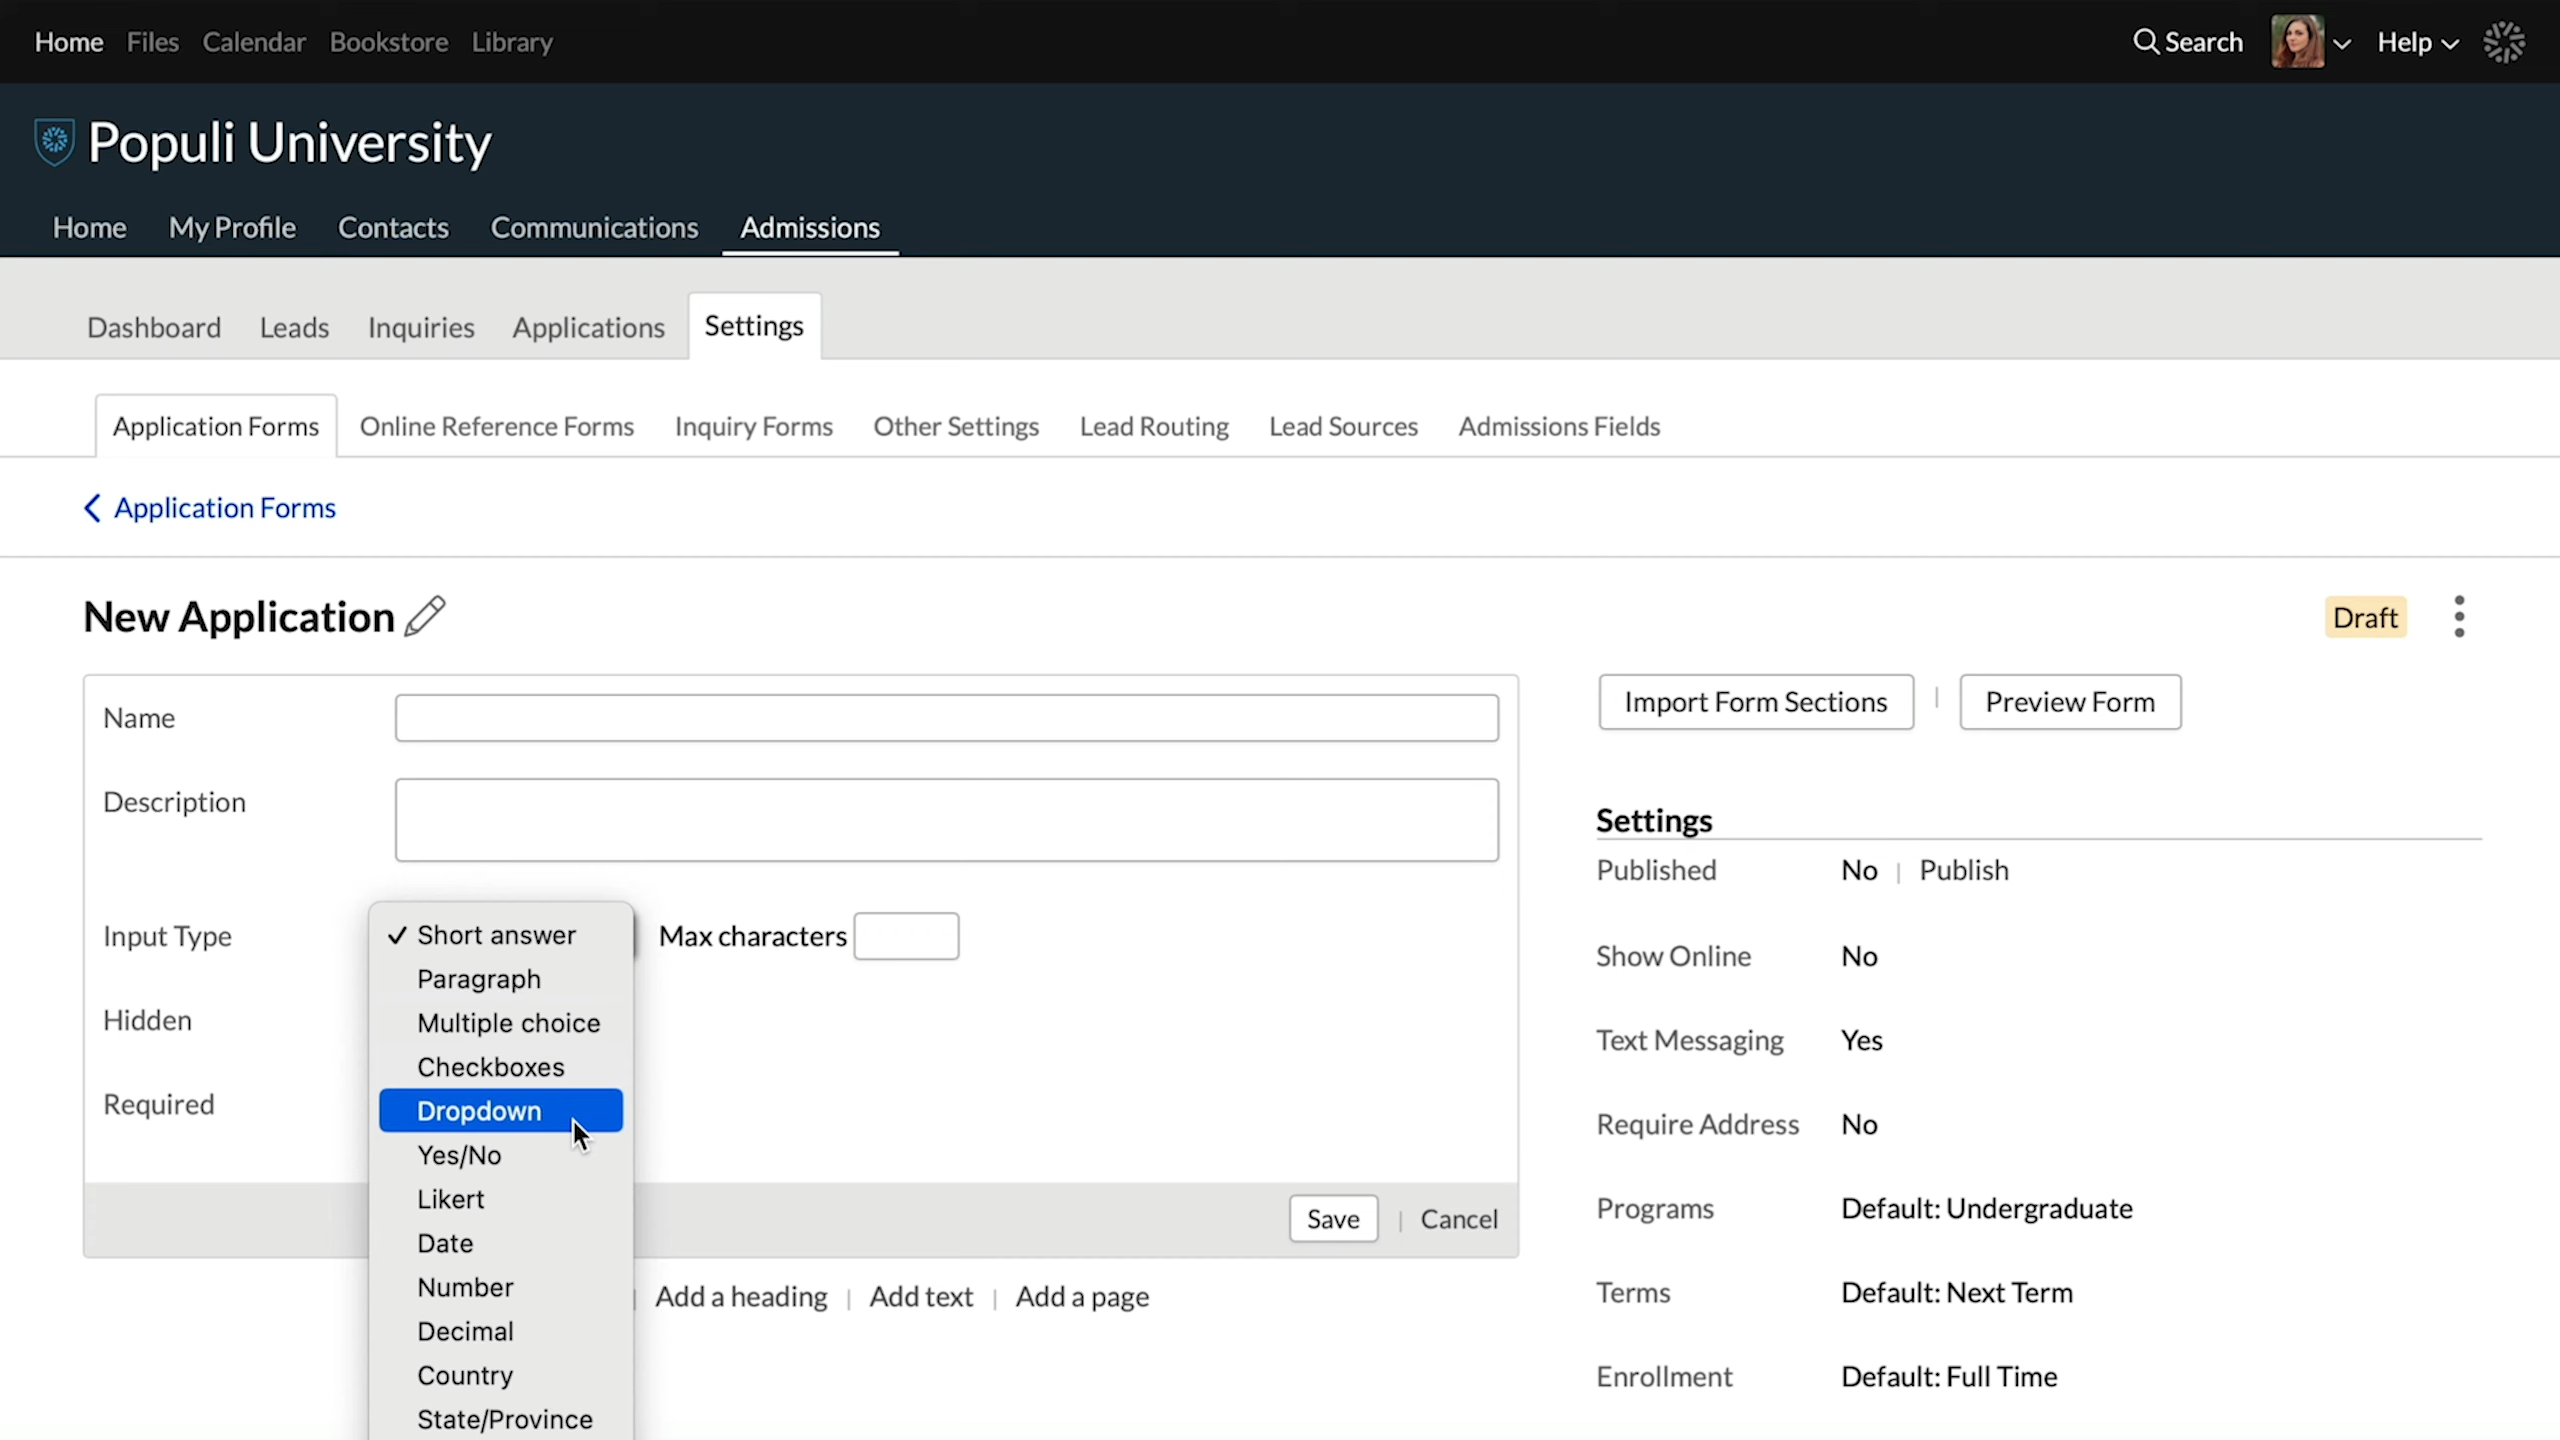 Home Files Calendar Bookstore Library Search Help
Populi University
Home My Profile Contacts Communications Admissions
Dashboard Leads Inquiries Applications Settings
Application Forms Online Reference Forms Inquiry Forms Other Settings Lead Routing Lead Sources Admissions Fields
Application Forms
New Application Draft
Name
Description
Input Type
Hidden
Required
✓ Short answer
Paragraph
Multiple choice
Checkboxes
Dropdown
Yes/No
Likert
Date
Number
Decimal
Country
State/Province
Max characters
Save | Cancel
| Add a heading | Add text | Add a page
Import Form Sections | Preview Form
Settings
Published No | Publish
Show Online No
Text Messaging Yes
Require Address No
Programs Default: Undergraduate
Terms Default: Next Term
Enrollment Default: Full Time